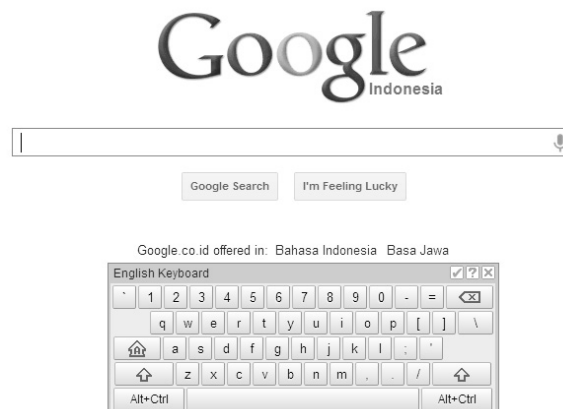 Google
Indonesia
Google Search I'm Feeling Lucky
Google.co.id offered in: Bahasa Indonesia Basa Jawa
English Keyboard
` 1 2 3 4 5 6 7 8 9 0 - =
q w e r t y u i o p [ ] \
a s d f g h j k l ; '
z x c v b n m , . /
Alt+Ctrl Alt+Ctrl